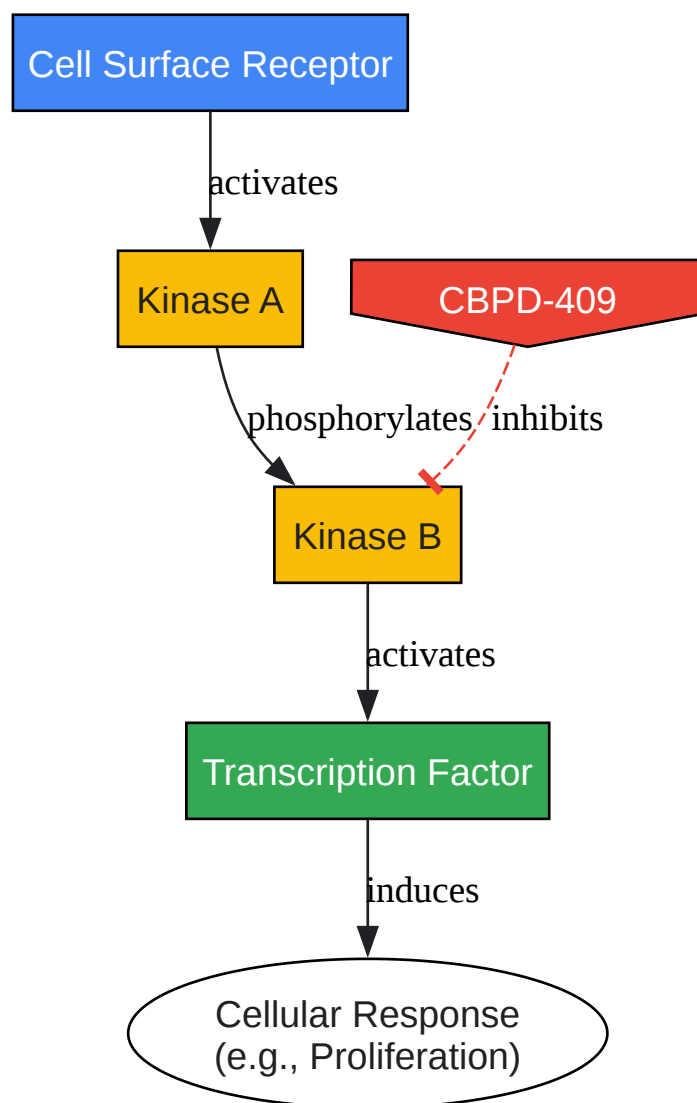 Cell Surface Receptor
activates
Kinase A
CBPD-409
phosphorylates
inhibits
Kinase B
activates
Transcription Factor
induces
Cellular Response
(e.g., Proliferation)